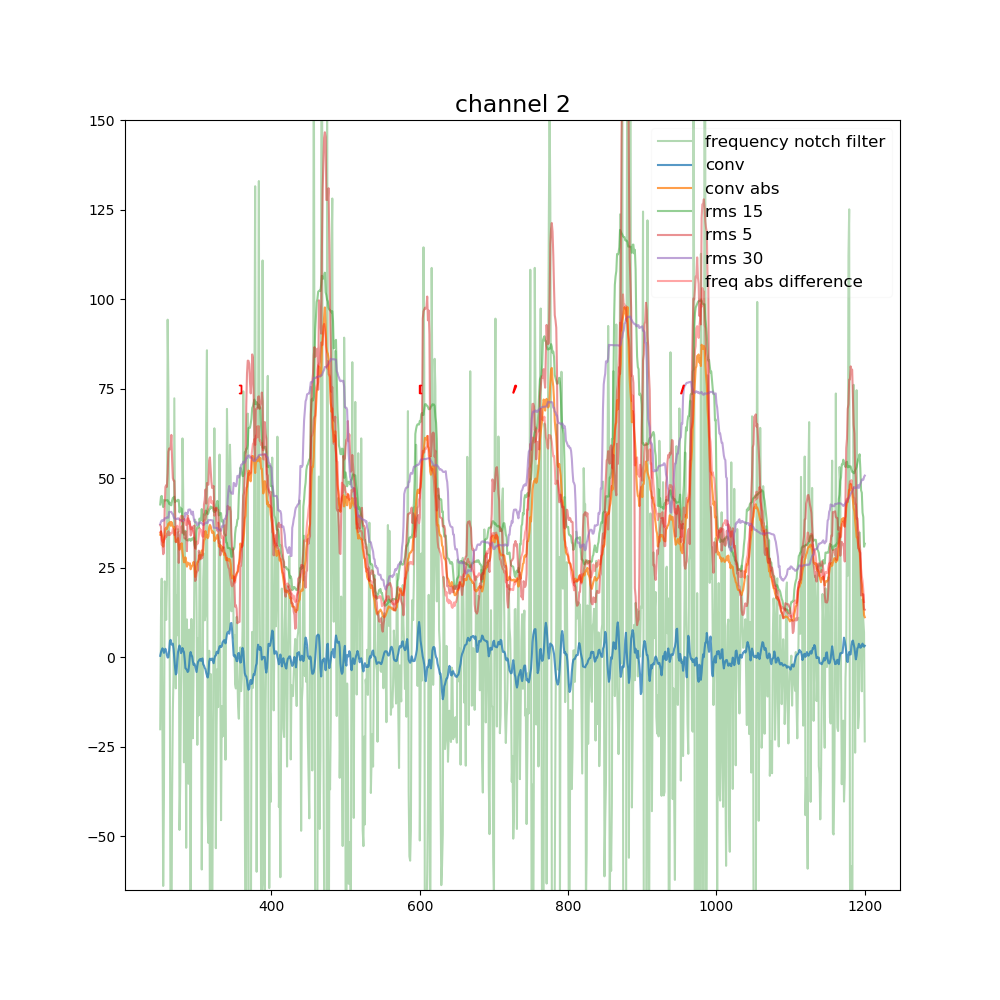 channel 2
150
125
100
75
50
25
0
−25
−50
400
600
800
1000
1200
frequency notch filter
conv
conv abs
rms 15
rms 5
rms 30
freq abs difference
]
[